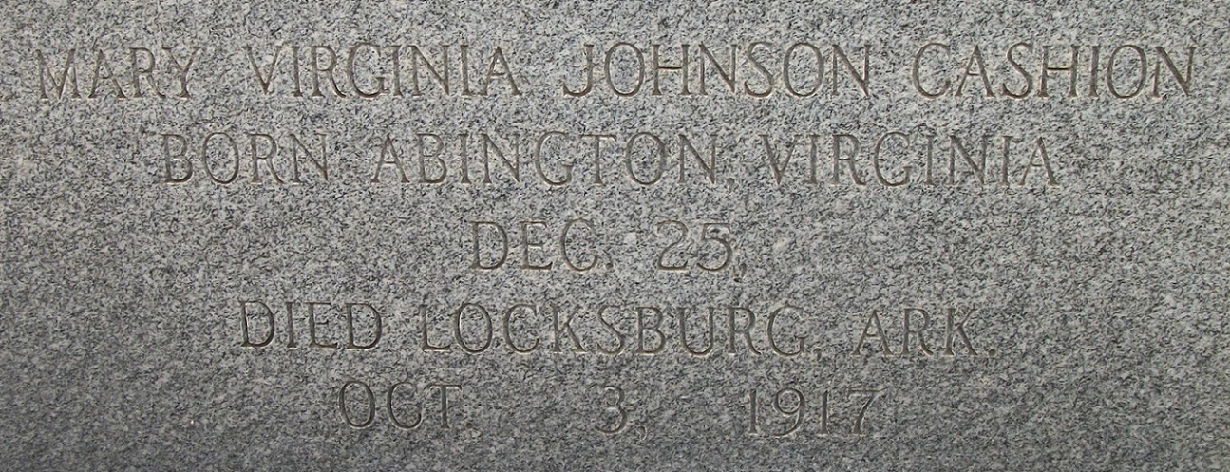 MARY VIRGINIA JOHNSON CASHION
BORN ABINGTON, VIRGINIA
DEC. 25,
DIED LOCKSBURG, ARK.
OCT. 3, 1917